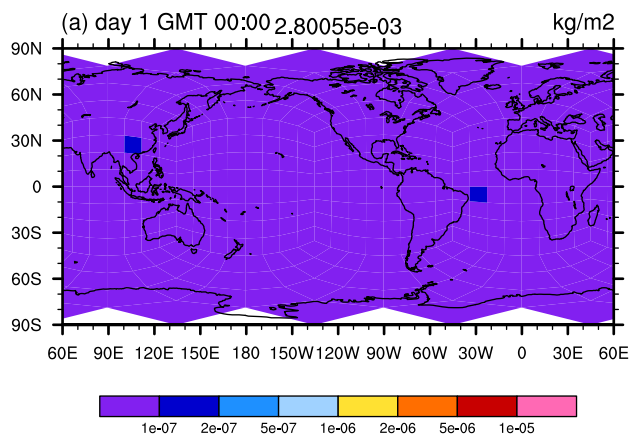 (a) day 1 GMT 00:00 2.80055e-03 kg/m2
90N
60N
30N
0
30S
60S
90S
60E 90E 120E 150E 180 150W 120W 90W 60W 30W 0 30E 60E
1e-07 2e-07 5e-07 1e-06 2e-06 5e-06 1e-05